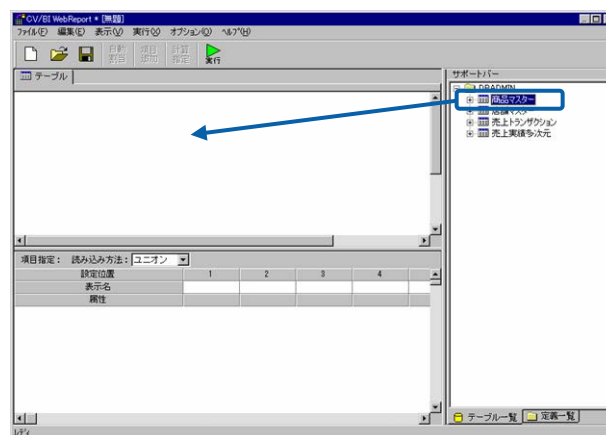 CV/BI WebReport * [無題]
ファイル(F) 編集(E) 表示(V) 実行(X) オプション(O) ヘルプ(H)
自動割当 項目添加 計算指定 実行
テーブル
サポートバー
DRADMIN
商品マスター
店舗マスター
売上トランザクション
売上実績多次元
項目指定： 読み込み方法： ユニオン
設定位置 1 2 3 4
表示名
属性
テーブル一覧 定義一覧
レディ